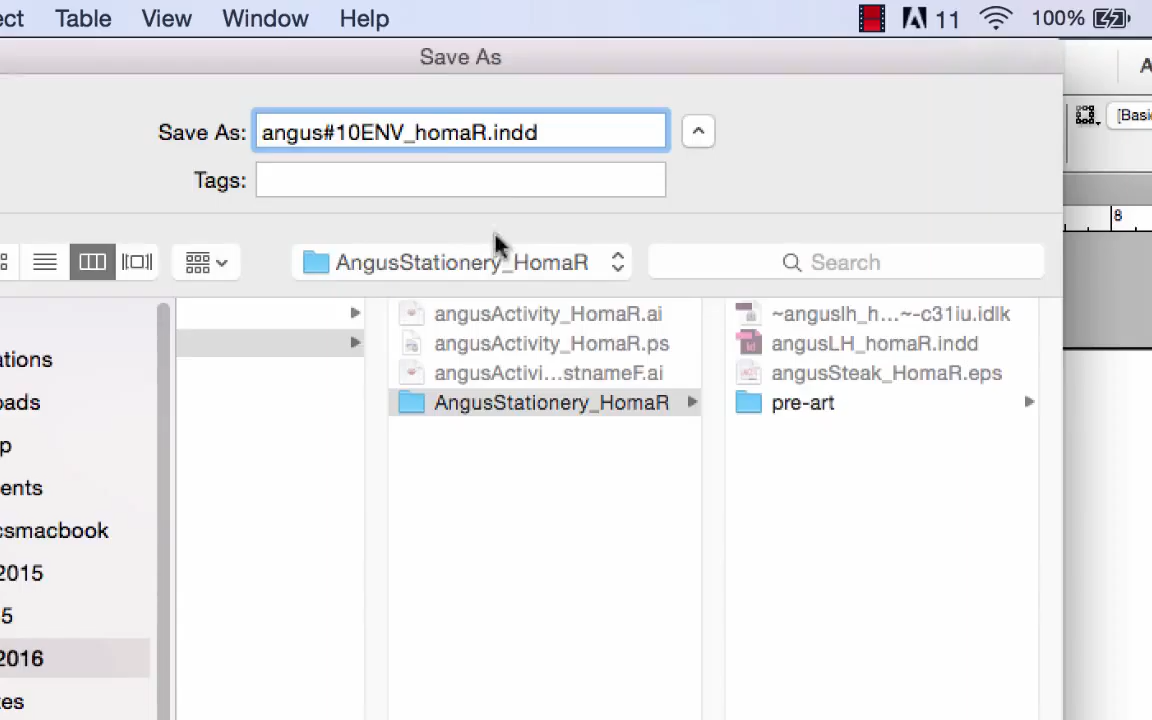 ect Table View Window Help 11 100%
Save As
A
Save As: angus#10ENV_homaR.indd
[Basi
Tags:
8
AngusStationery_HomaR Search
angusActivity_HomaR.ai ~anguslh_h...~-c31iu.idlk
angusActivity_HomaR.ps angusLH_homaR.indd
ations
angusActivi...stnameF.ai angusSteak_HomaR.eps
oads AngusStationery_HomaR pre-art
p
ents
csmacbook
2015
5
2016
es